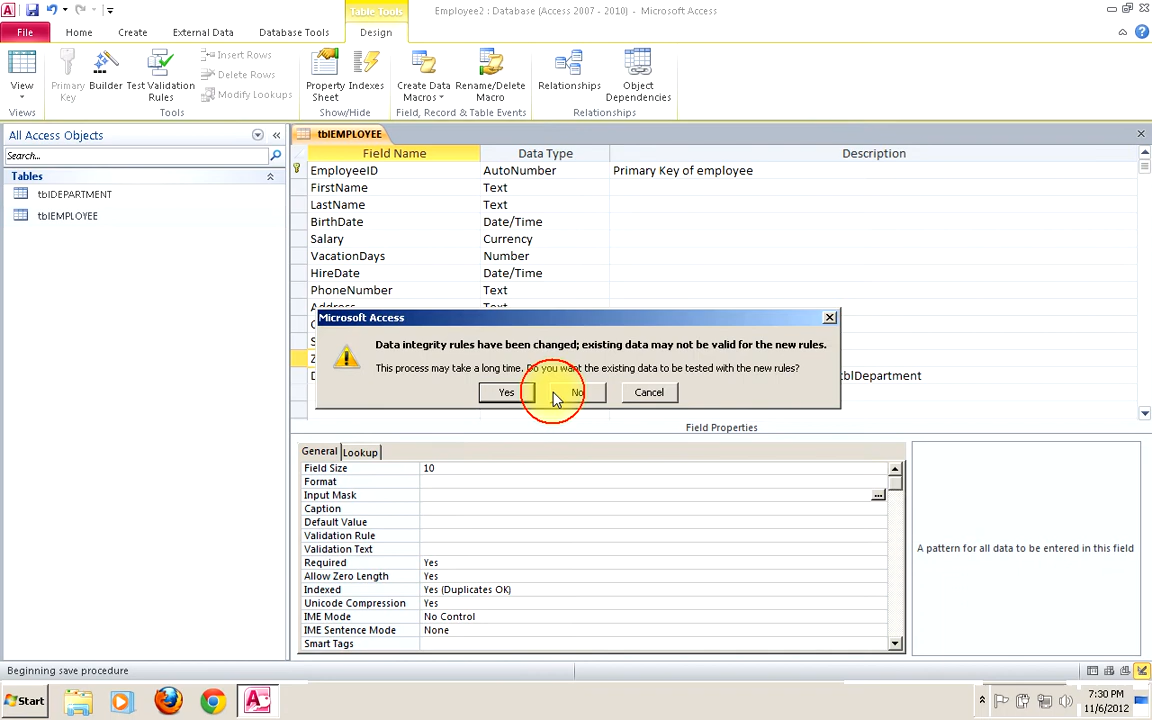 Table Tools
Employee2 : Database (Access 2007 - 2010) - Microsoft Access
File Home Create External Data Database Tools Design
View
Primary Key
Builder
Test Validation Rules
Insert Rows
Delete Rows
Modify Lookups
Property Sheet
Indexes
Create Data Macros
Rename/Delete Macro
Relationships
Object Dependencies
Views
Tools
Show/Hide
Field, Record & Table Events
Relationships
All Access Objects
Search...
Tables
tblDEPARTMENT
tblEMPLOYEE
tblEMPLOYEE
Field Name Data Type Description
EmployeeID AutoNumber Primary Key of employee
FirstName Text
LastName Text
BirthDate Date/Time
Salary Currency
VacationDays Number
HireDate Date/Time
PhoneNumber Text
Address Text
tblDepartment
Microsoft Access
Data integrity rules have been changed; existing data may not be valid for the new rules.
This process may take a long time. Do you want the existing data to be tested with the new rules?
Yes No Cancel
Field Properties
General Lookup
Field Size 10
Format
Input Mask
Caption
Default Value
Validation Rule
Validation Text
Required Yes
Allow Zero Length Yes
Indexed Yes (Duplicates OK)
Unicode Compression Yes
IME Mode No Control
IME Sentence Mode None
Smart Tags
A pattern for all data to be entered in this field
Beginning save procedure
Start
7:30 PM
11/6/2012